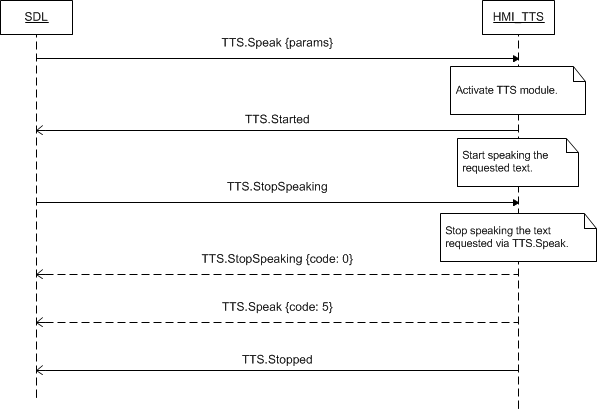 SDL
HMI_TTS
TTS.Speak {params}
Activate TTS module.
TTS.Started
Start speaking the
requested text.
TTS.StopSpeaking
Stop speaking the text
requested via TTS.Speak.
TTS.StopSpeaking {code: 0}
TTS.Speak {code: 5}
TTS.Stopped